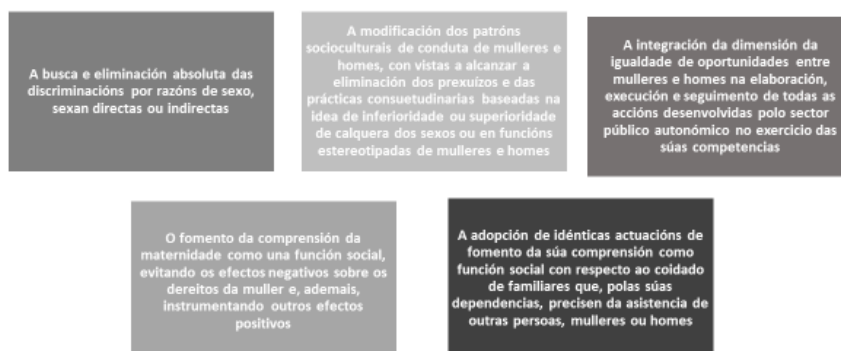 A busca e eliminación absoluta das
discriminacións por razóns de sexo,
sexan directas ou indirectas
A modificación dos patróns
socioculturais de conduta de mulleres e
homes, con vistas a alcanzar a
eliminación dos prexuízos e das
prácticas consuetudinarias baseadas na
idea de inferioridade ou superioridade
de calquera dos sexos ou en funcións
estereotipadas de mulleres e homes
A integración da dimensión da
igualdade de oportunidades entre
mulleres e homes na elaboración,
execución e seguimento de todas as
accións desenvolvidas polo sector
público autonómico no exercicio das
súas competencias
O fomento da comprensión da
maternidade como una función social,
evitando os efectos negativos sobre os
dereitos da muller e, ademais,
instrumentando outros efectos
positivos
A adopción de idénticas actuacións de
fomento da súa comprensión como
función social con respecto ao coidado
de familiares que, polas súas
dependencias, precisen da asistencia de
outras persoas, mulleres ou homes